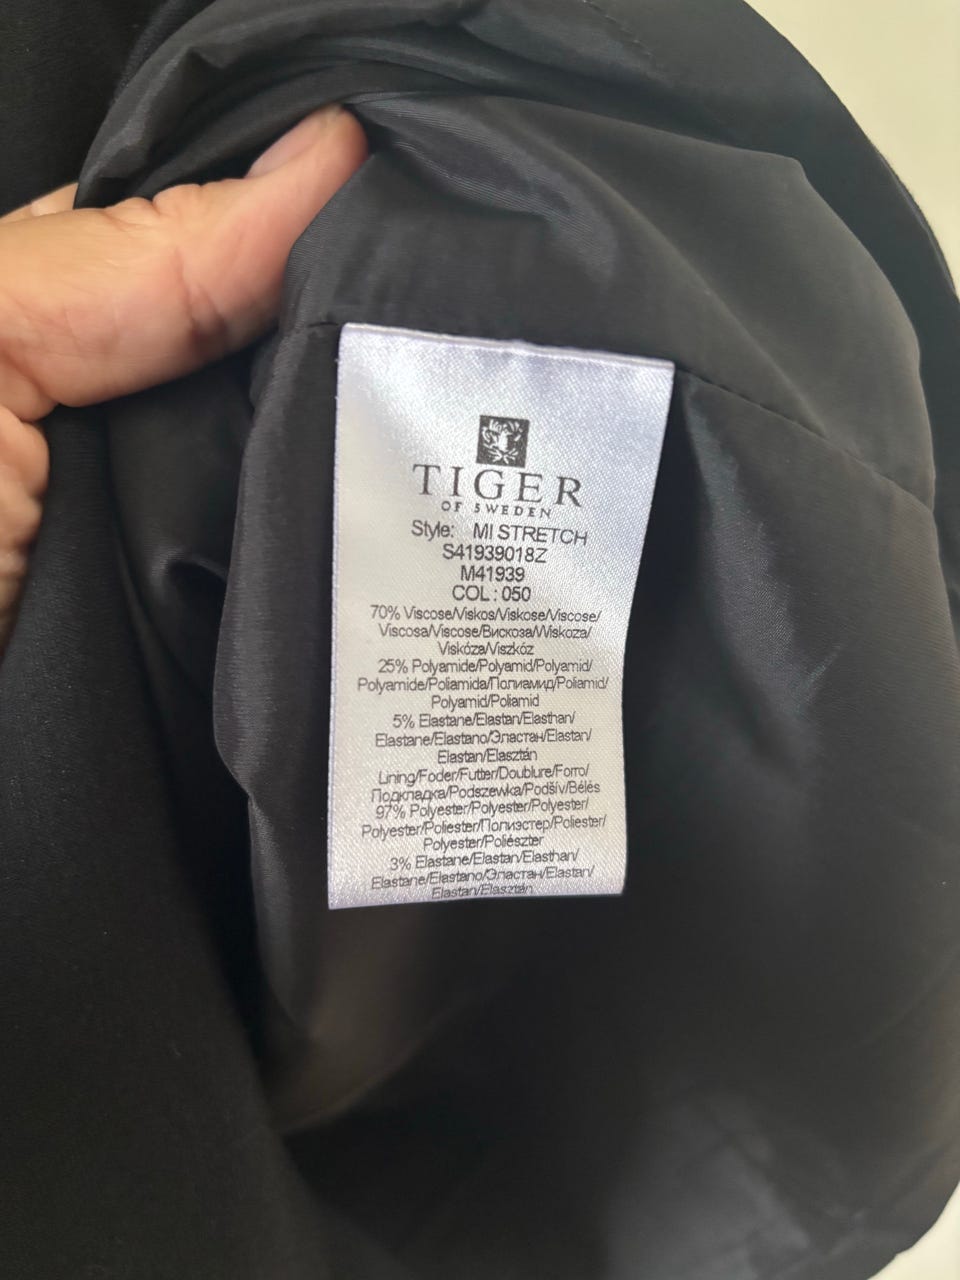 TIGER
OF SWEDEN
Style: MI STRETCH
S41939018Z
M41939
COL : 050
70% Viscose/Viskos/Viskose/Viscose/
Viscosa/Viscose/Вискоза/Wiskoza/
Viskóza/Viszkóz
25% Polyamide/Polyamid/Polyamid/
Polyamide/Poliamida/Полиамид/Poliamid/
Polyamid/Poliamid
5% Elastane/Elastan/Elasthan/
Elastane/Elastano/Эластан/Elastan/
Elastan/Elasztán
Lining/Foder/Futter/Doublure/Forro/
Подкладка/Podszewka/Podšív/Bélés
97% Polyester/Polyester/Polyester/
Polyester/Poliester/Полиэстер/Poliester/
Polyester/Poliészter
3% Elastane/Elastan/Elasthan/
Elastane/Elastano/Эластан/Elastan/
Elastan/Elasztán